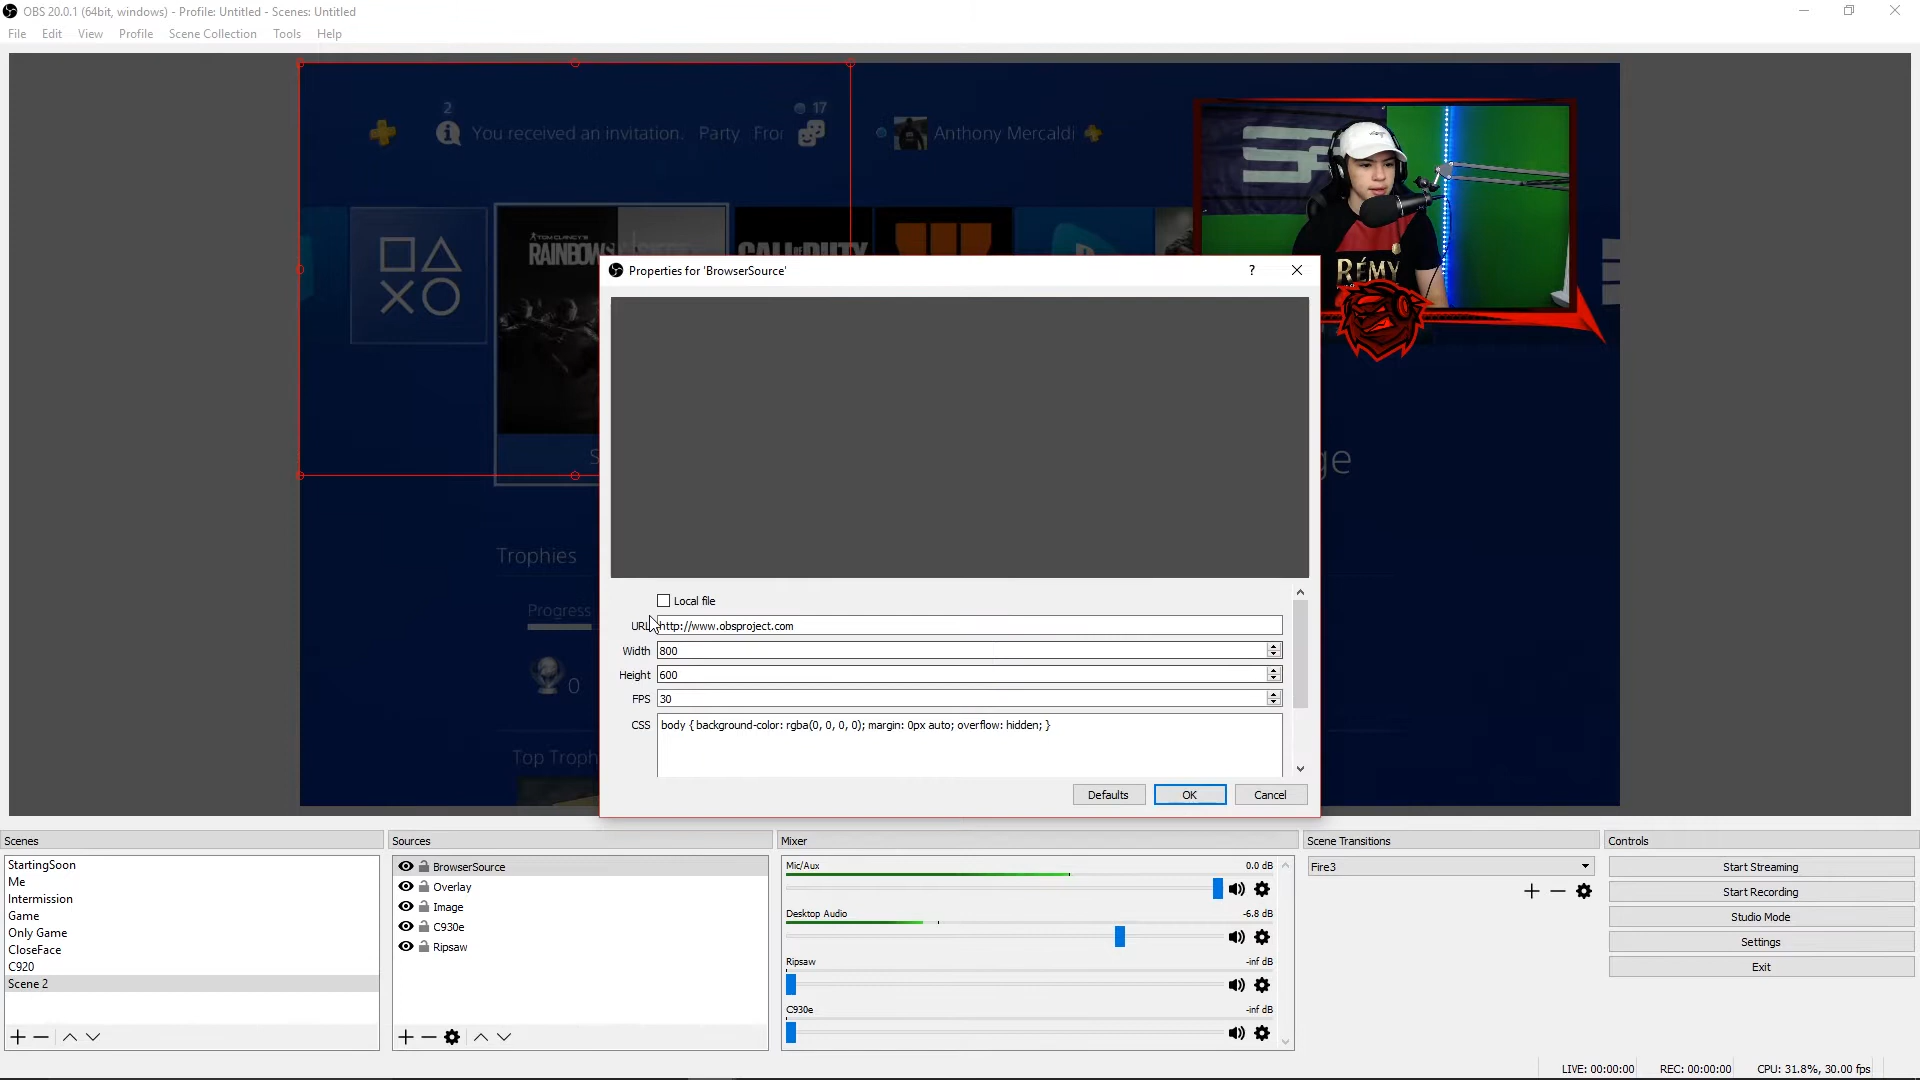 OBS 20.0.1 (64bit, windows) - Profile: Untitled - Scenes: Untitled
File Edit View Profile Scene Collection Tools Help
2
17
You received an invitation. Party
Anthony Mercaldi
TOM CLANCY'S
CALL OF DUTY
RÉMY
Properties for 'BrowserSource'
?
Local file
URL http://www.obsproject.com
Width 800
Height 600
FPS 30
CSS body { background-color: rgba(0, 0, 0, 0); margin: 0px auto; overflow: hidden; }
Defaults OK Cancel
Trophies
Progress
0
Scenes
StartingSoon
Me
Intermission
Game
Only Game
CloseFace
C920
Scene 2
Sources
BrowserSource
Overlay
Image
C930e
Ripsaw
Mixer
Mic/Aux 0.0 dB
Desktop Audio -6.8 dB
Ripsaw -inf dB
C930e -inf dB
Scene Transitions
Fire3
Controls
Start Streaming
Start Recording
Studio Mode
Settings
Exit
LIVE: 00:00:00 REC: 00:00:00 CPU: 31.8%, 30.00 fps